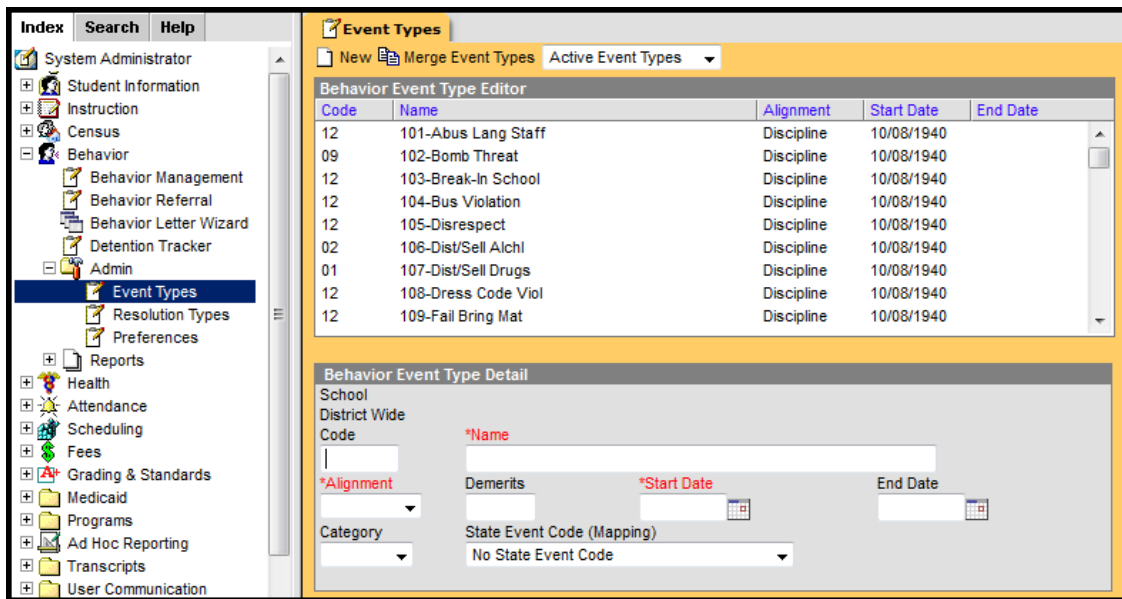 Index Search Help
System Administrator
Student Information
Instruction
Census
Behavior
Behavior Management
Behavior Referral
Behavior Letter Wizard
Detention Tracker
Admin
Event Types
Resolution Types
Preferences
Reports
Health
Attendance
Scheduling
Fees
Grading & Standards
Medicaid
Programs
Ad Hoc Reporting
Transcripts
User Communication
Event Types
New Merge Event Types Active Event Types
Behavior Event Type Editor
Code Name Alignment Start Date End Date
12 101-Abus Lang Staff Discipline 10/08/1940
09 102-Bomb Threat Discipline 10/08/1940
12 103-Break-In School Discipline 10/08/1940
12 104-Bus Violation Discipline 10/08/1940
12 105-Disrespect Discipline 10/08/1940
02 106-Dist/Sell Alchl Discipline 10/08/1940
01 107-Dist/Sell Drugs Discipline 10/08/1940
12 108-Dress Code Viol Discipline 10/08/1940
12 109-Fail Bring Mat Discipline 10/08/1940
Behavior Event Type Detail
School
District Wide
Code *Name
*Alignment Demerits *Start Date End Date
Category State Event Code (Mapping)
No State Event Code